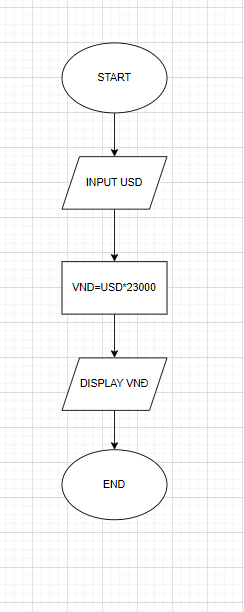 START
INPUT USD
VND=USD*23000
DISPLAY VNĐ
END